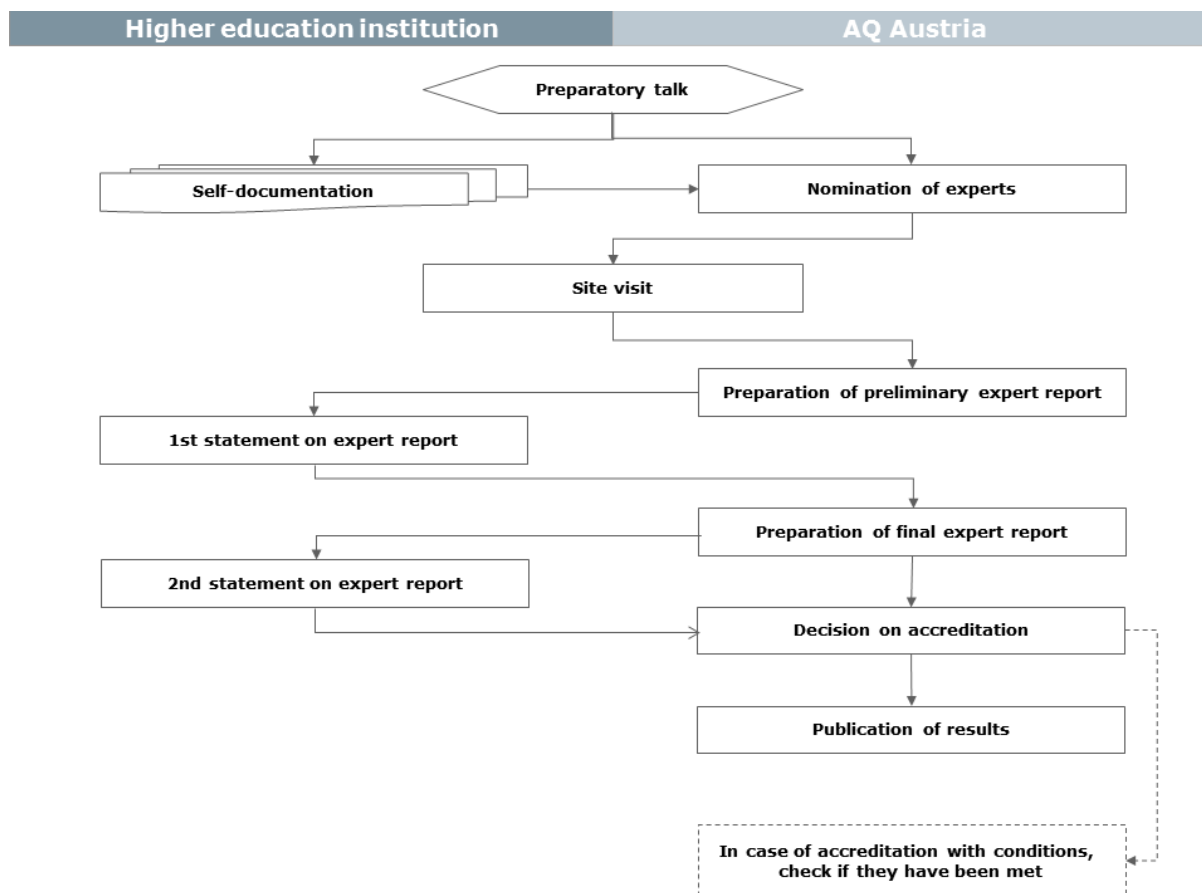 Higher education institution
AQ Austria
Preparatory talk
Self-documentation
Nomination of experts
Site visit
Preparation of preliminary expert report
1st statement on expert report
Preparation of final expert report
2nd statement on expert report
Decision on accreditation
Publication of results
In case of accreditation with conditions,
check if they have been met